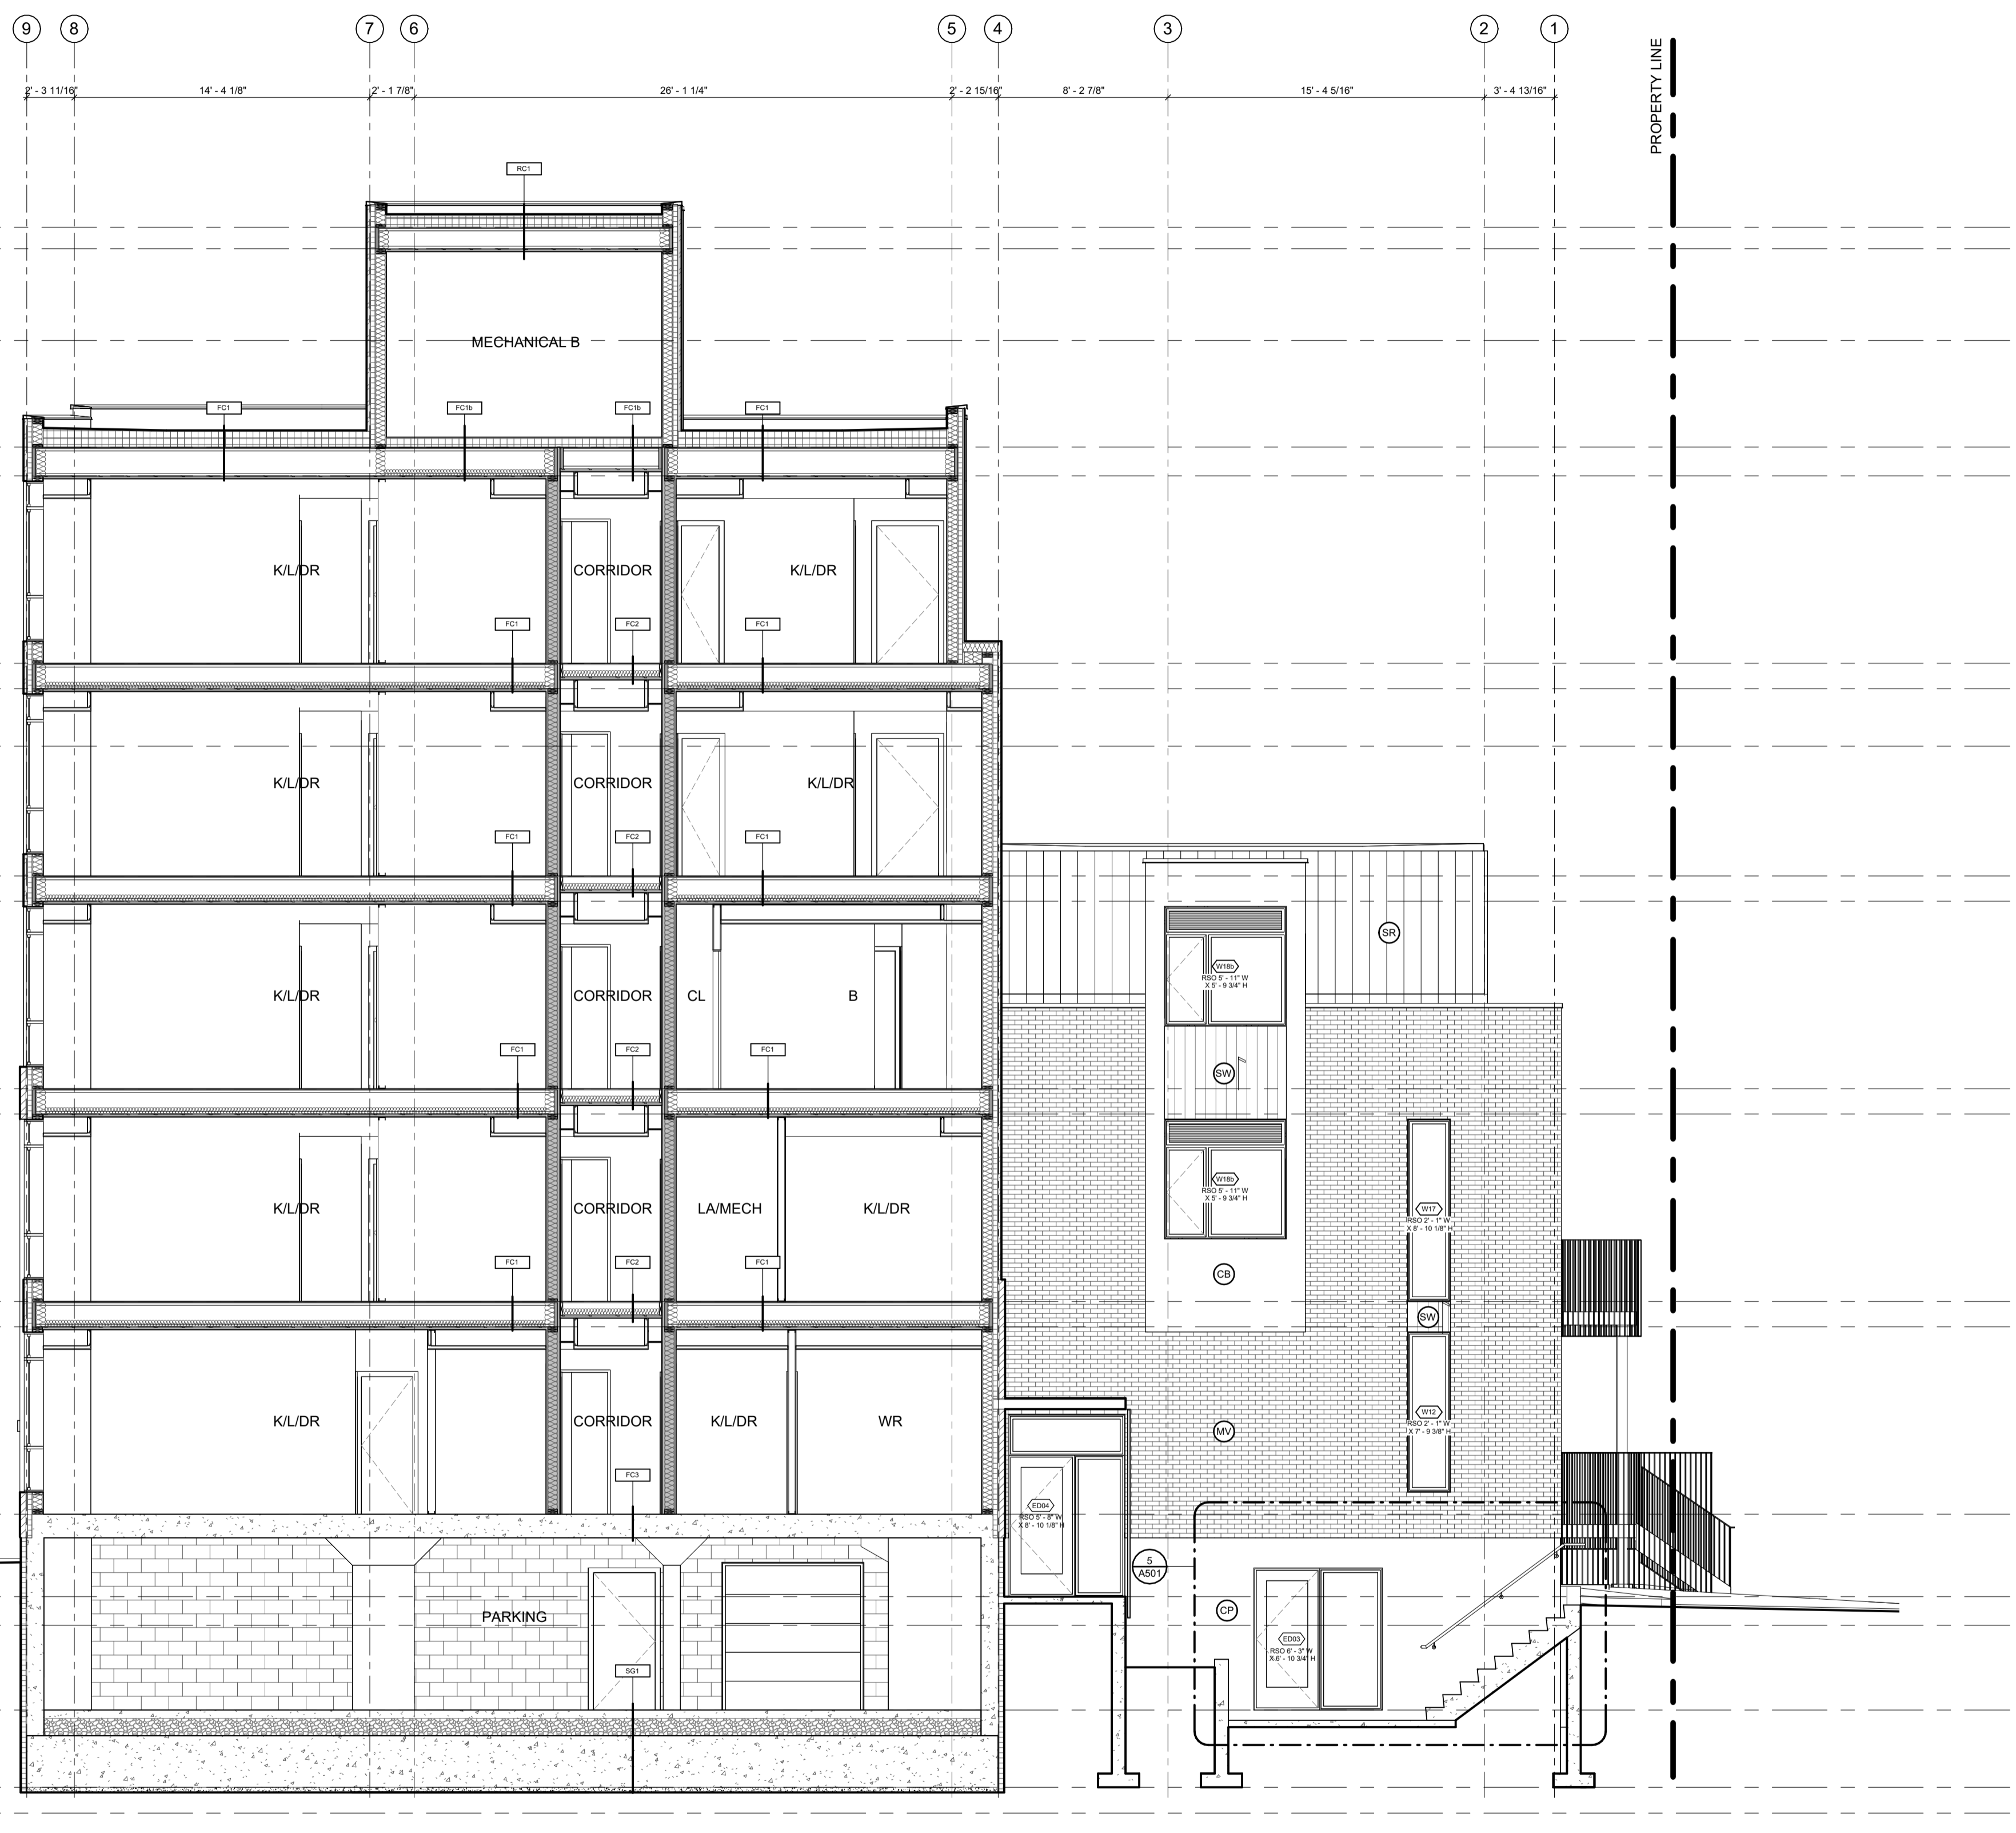 9 8 7 6 5 4 3 2 1
PROPERTY LINE
2' - 3 11/16" 14' - 4 1/8" 2' - 1 7/8" 26' - 1 1/4" 2' - 2 15/16" 8' - 2 7/8" 15' - 4 5/16" 3' - 4 13/16"
RC1
MECHANICAL B
FC1 FC1b FC1b FC1
K/L/DR CORRIDOR K/L/DR
FC1 FC2 FC1
K/L/DR CORRIDOR K/L/DR
FC1 FC2 FC1
SR
W18b
RSO 5' - 11" W
X 5' - 9 3/4" H
K/L/DR CORRIDOR CL B
FC1 FC2 FC1
SW
W18b
RSO 5' - 11" W
X 5' - 9 3/4" H
K/L/DR CORRIDOR LA/MECH K/L/DR
W17
RSO 2' - 1" W
X 8' - 10 1/8" H
FC1 FC2 FC1
CB
SW
K/L/DR CORRIDOR K/L/DR WR
MV
W12
RSO 2' - 1" W
X 7' - 9 3/8" H
FC3
ED04
RSO 5' - 8" W
X 8' - 10 1/8" H
5
A501
PARKING
CP
ED03
RSO 6' - 3" W
X 6' - 10 3/4" H
SG1